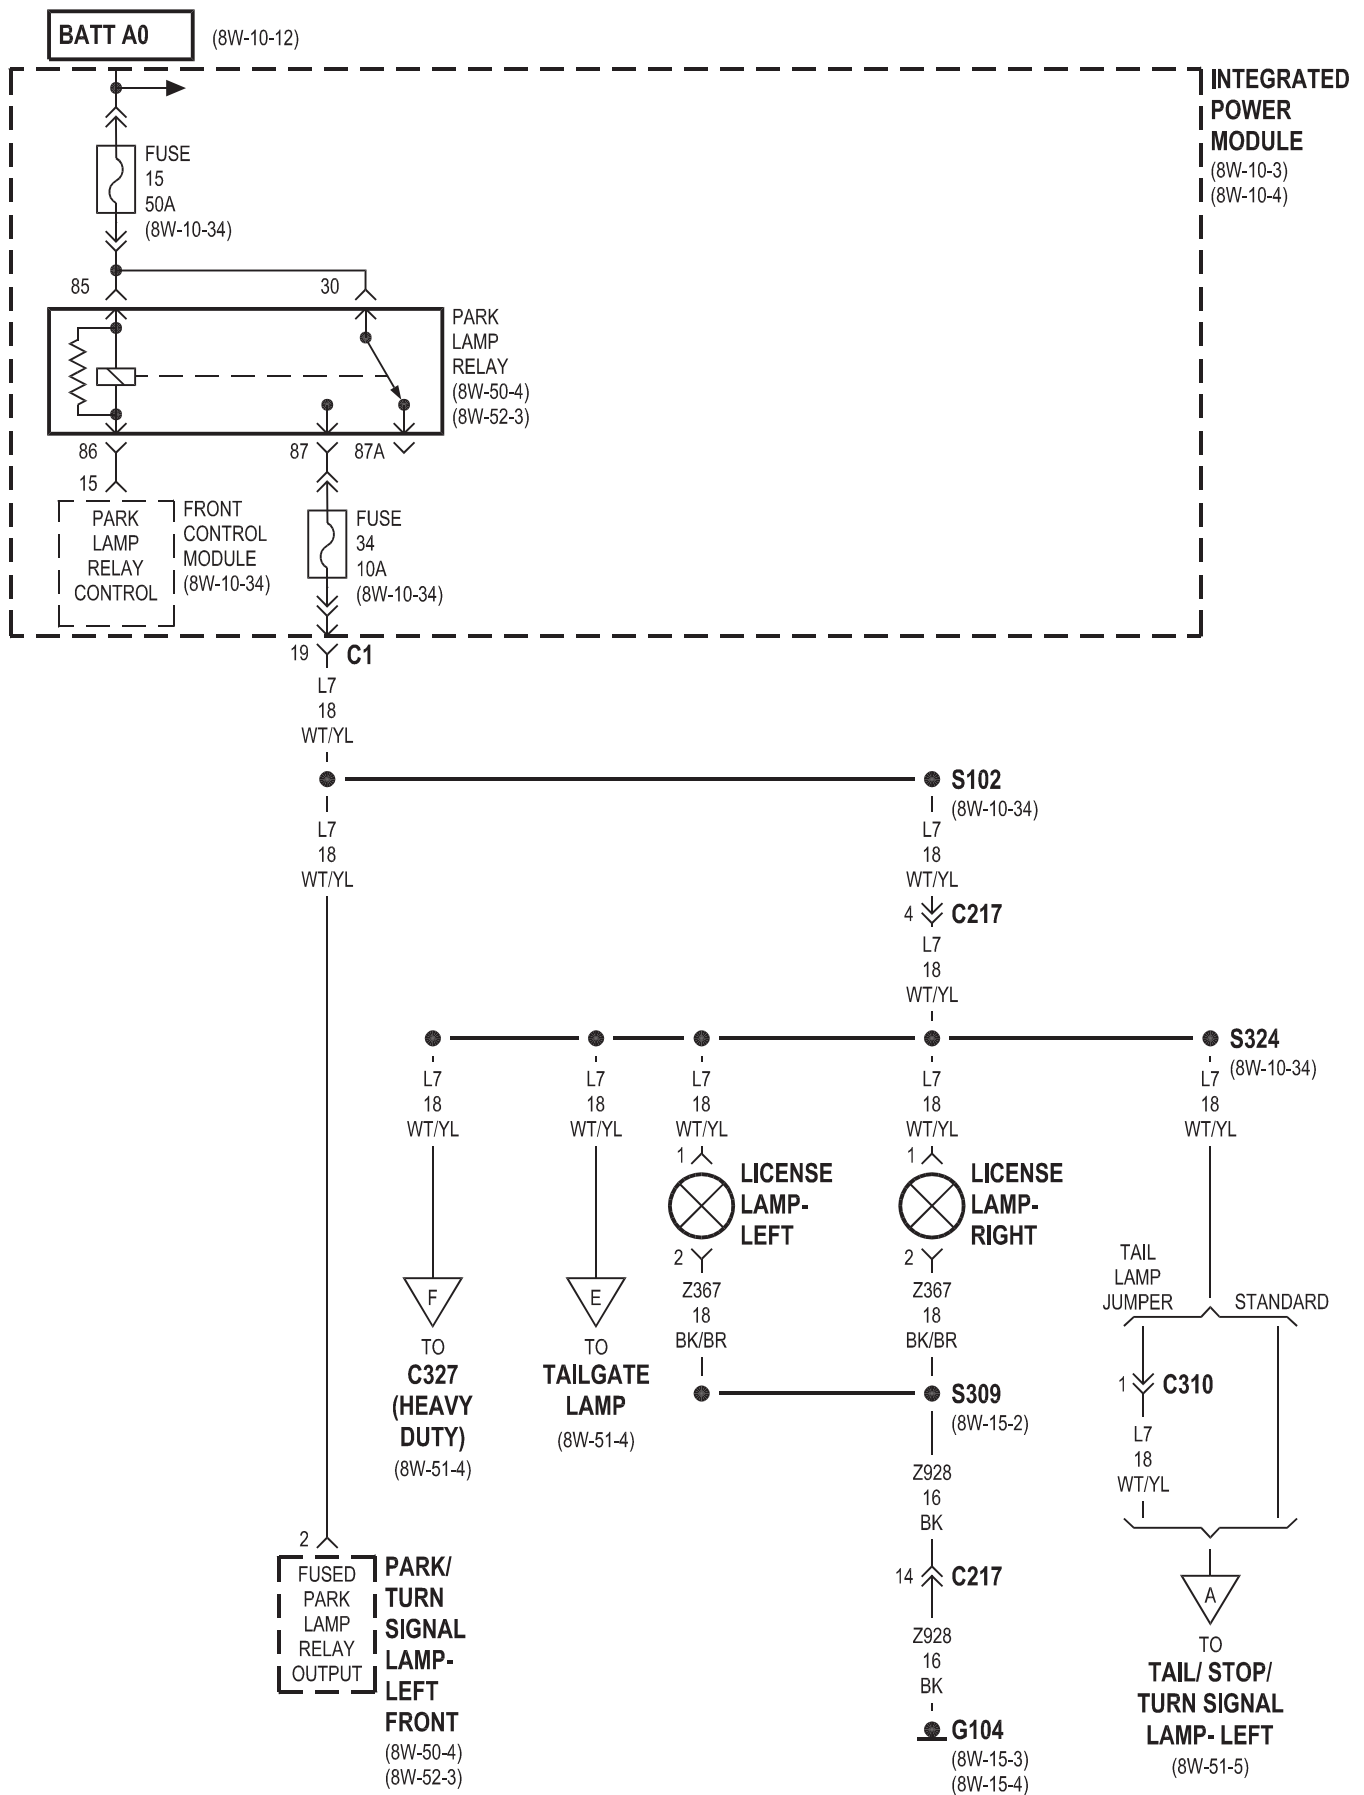 BATT A0
(8W-10-12)
INTEGRATED
POWER
MODULE
(8W-10-3)
(8W-10-4)
FUSE
15
50A
(8W-10-34)
85
30
PARK
LAMP
RELAY
(8W-50-4)
(8W-52-3)
86
87
87A
15
PARK
LAMP
RELAY
CONTROL
FRONT
CONTROL
MODULE
(8W-10-34)
FUSE
34
10A
(8W-10-34)
19
C1
L7
18
WT/YL
S102
(8W-10-34)
L7
18
WT/YL
L7
18
WT/YL
4
C217
L7
18
WT/YL
S324
(8W-10-34)
L7
18
WT/YL
L7
18
WT/YL
L7
18
WT/YL
L7
18
WT/YL
L7
18
WT/YL
1
LICENSE
LAMP-
LEFT
2
1
LICENSE
LAMP-
RIGHT
2
F
TO
C327
(HEAVY
DUTY)
(8W-51-4)
E
TO
TAILGATE
LAMP
(8W-51-4)
Z367
18
BK/BR
Z367
18
BK/BR
S309
(8W-15-2)
Z928
16
BK
14
C217
Z928
16
BK
G104
(8W-15-3)
(8W-15-4)
TAIL
LAMP
JUMPER
STANDARD
1
C310
L7
18
WT/YL
A
TO
TAIL/ STOP/
TURN SIGNAL
LAMP- LEFT
(8W-51-5)
2
FUSED
PARK
LAMP
RELAY
OUTPUT
PARK/
TURN
SIGNAL
LAMP-
LEFT
FRONT
(8W-50-4)
(8W-52-3)